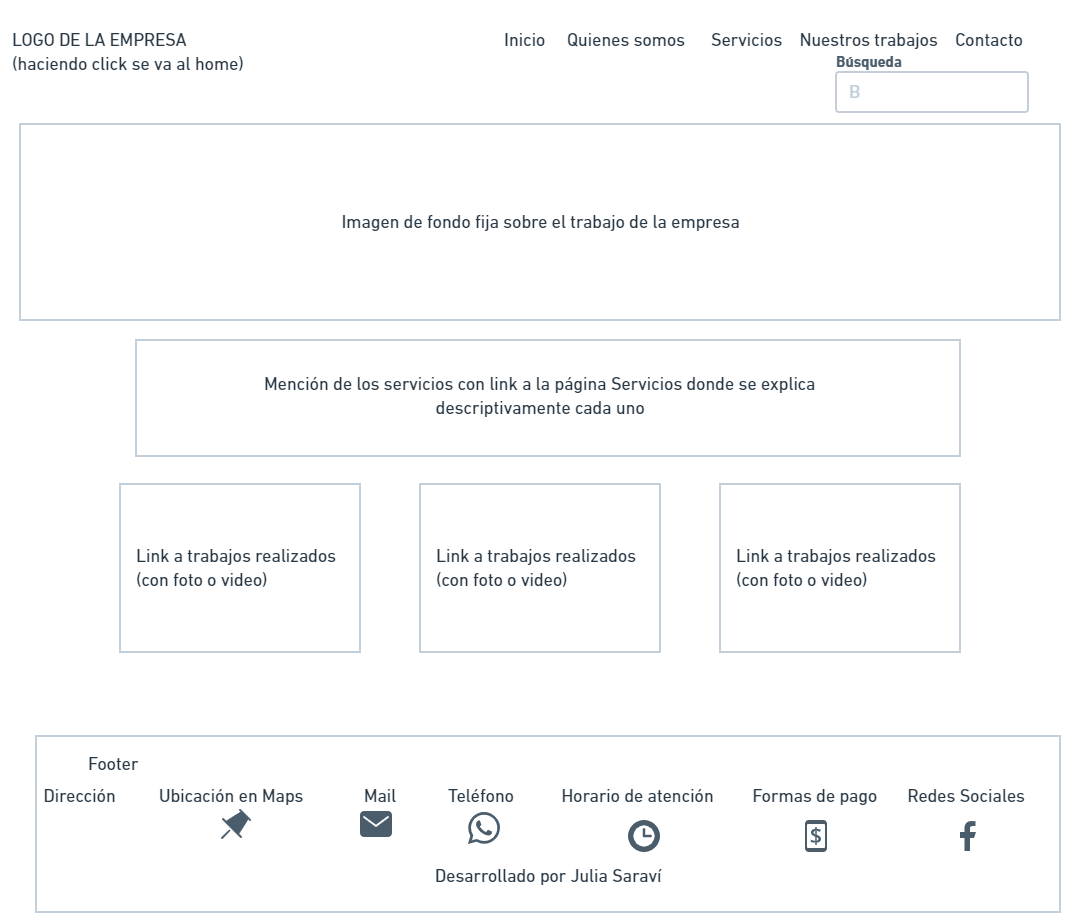 LOGO DE LA EMPRESA
(haciendo click se va al home)
Inicio
Quienes somos
Servicios
Nuestros trabajos
Contacto
Búsqueda
B
Imagen de fondo fija sobre el trabajo de la empresa
Mención de los servicios con link a la página Servicios donde se explica
descriptivamente cada uno
Link a trabajos realizados
(con foto o video)
Link a trabajos realizados
(con foto o video)
Link a trabajos realizados
(con foto o video)
Footer
Dirección
Ubicación en Maps
Mail
Teléfono
Horario de atención
Formas de pago
Redes Sociales
$
Desarrollado por Julia Saraví